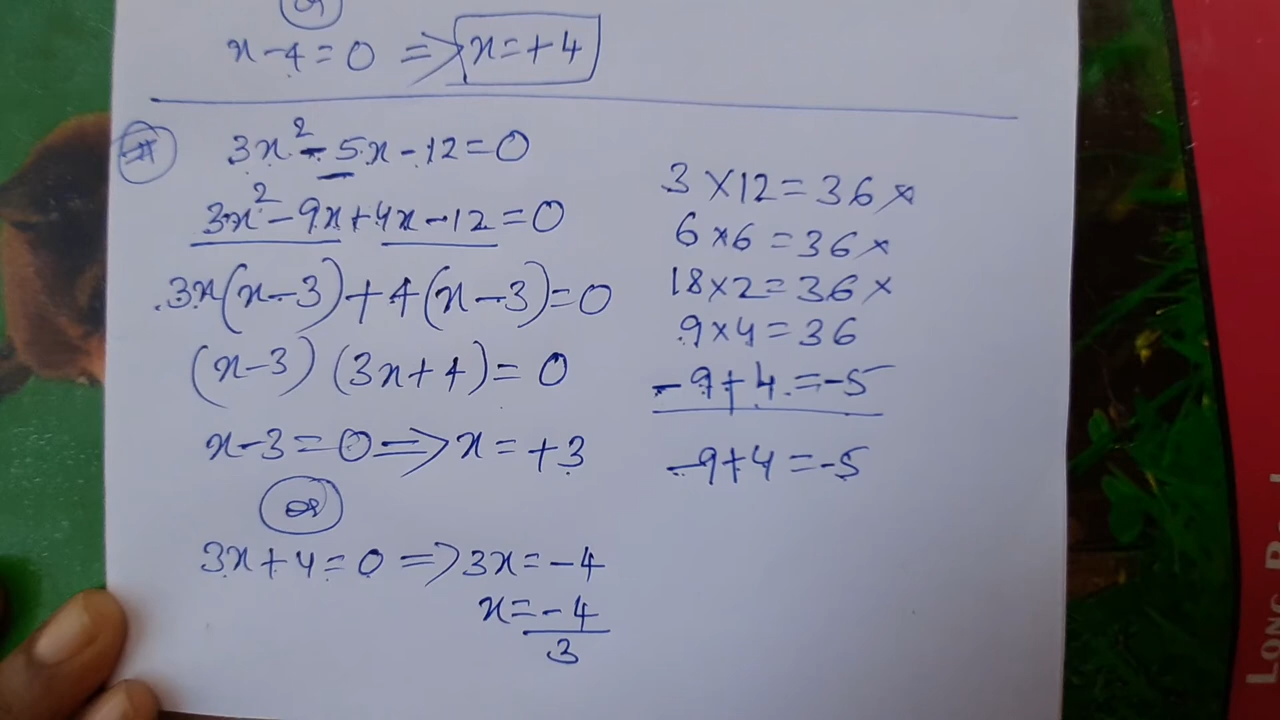 or
x-4=0 => x=+4
* 3x²-5x-12=0
3x²-9x+4x-12=0
3x(x-3)+4(x-3)=0
(x-3)(3x+4)=0
x-3=0=>x=+3
or
3x+4=0=>3x=-4
x=-4/3
3×12=36×
6×6=36×
18×2=36×
9×4=36
-9+4=-5
-9+4=-5
LONG